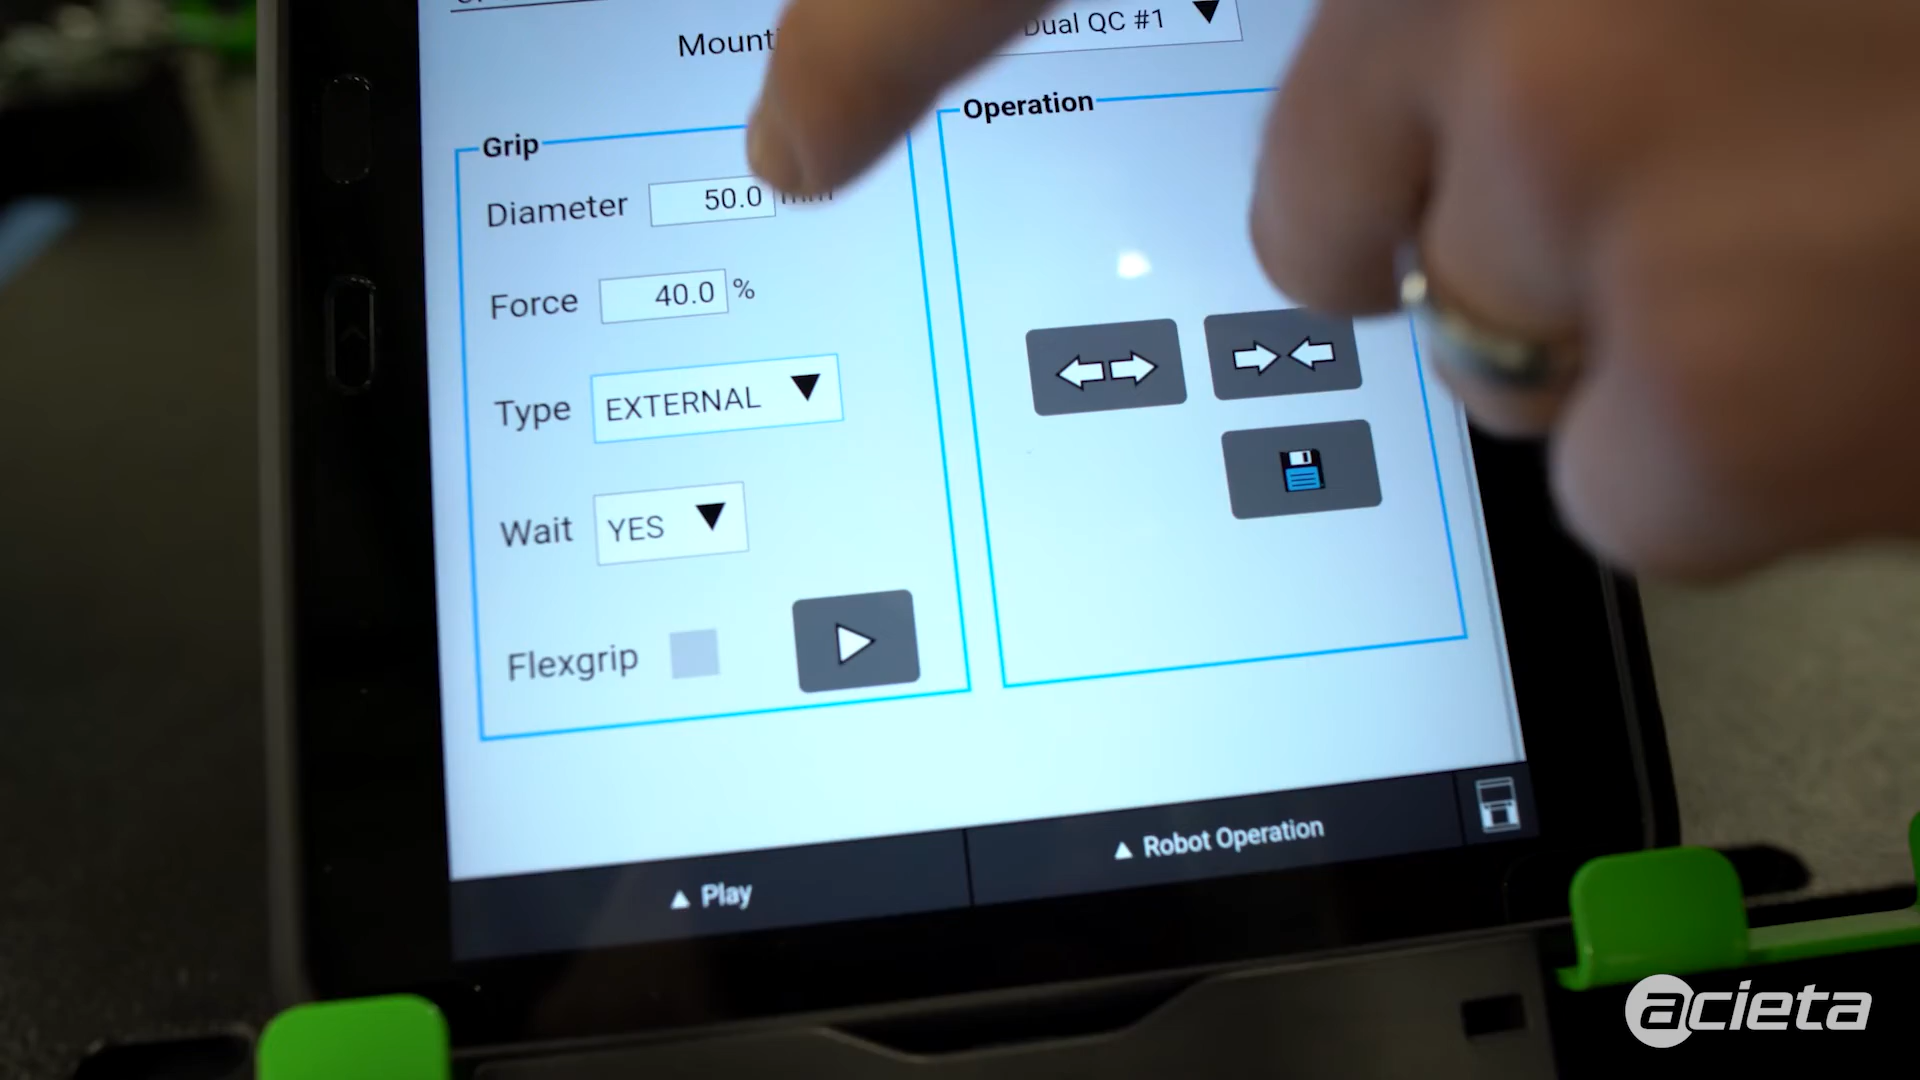 Dual QC #1
Grip
Diameter 50.0 mm
Force 40.0 %
Type EXTERNAL
Wait YES
Flexgrip
Operation
Play
Robot Operation
acieta